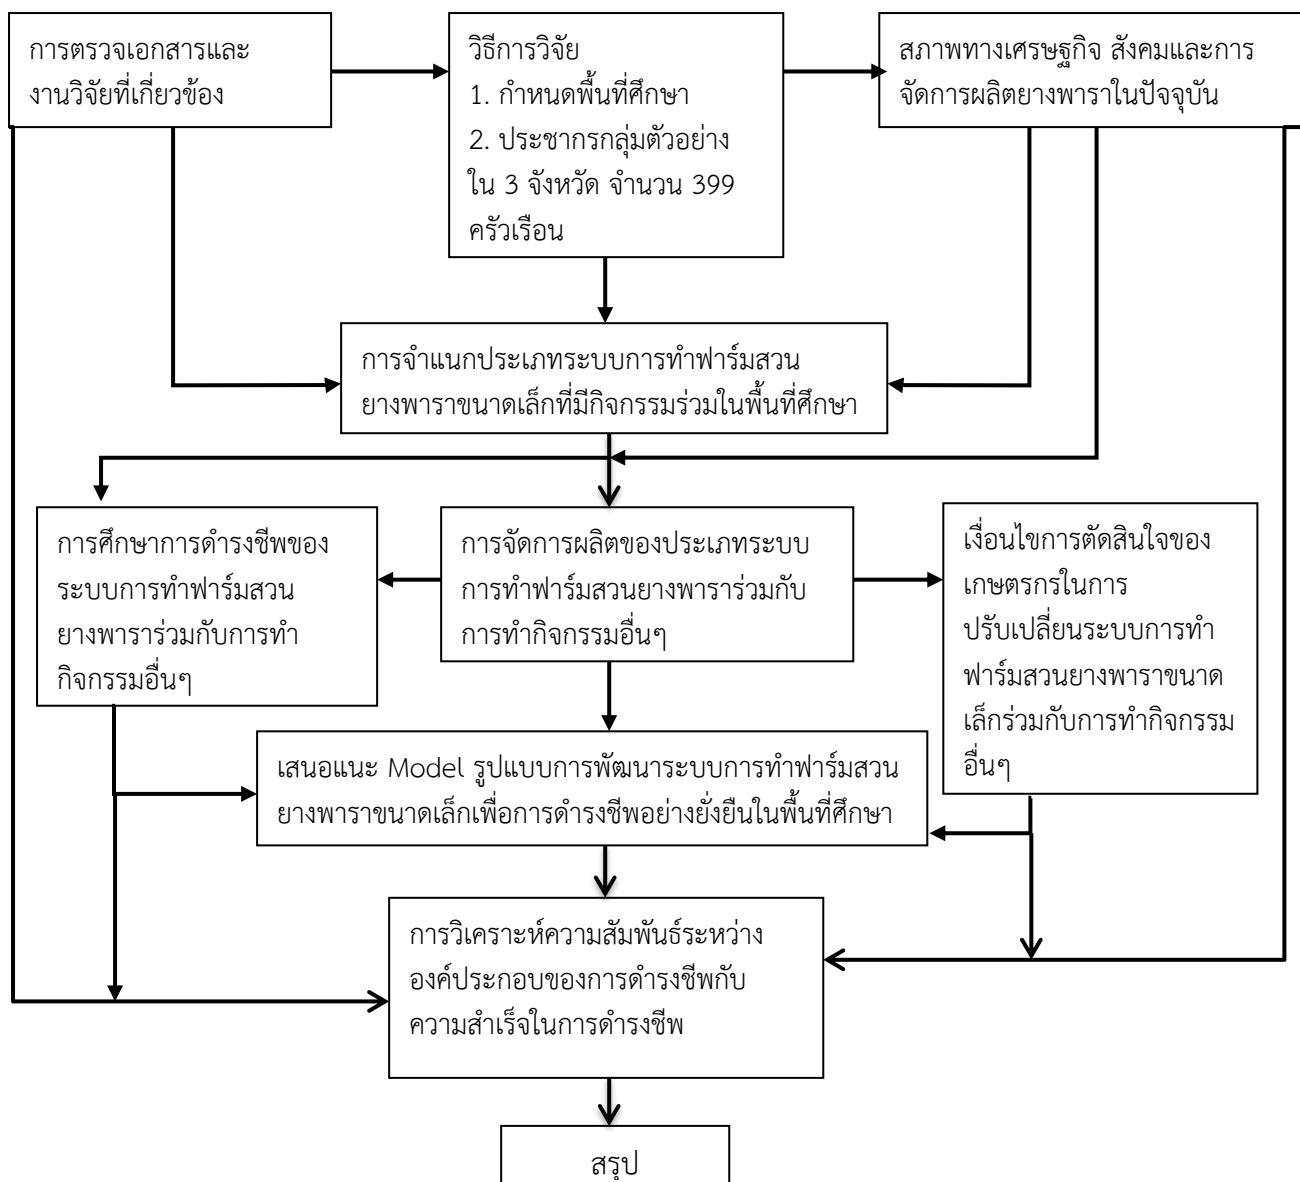 การตรวจเอกสารและ
งานวิจัยที่เกี่ยวข้อง
วิธีการวิจัย
1. กำหนดพื้นที่ศึกษา
2. ประชากรกลุ่มตัวอย่าง
ใน 3 จังหวัด จำนวน 399
ครัวเรือน
สภาพทางเศรษฐกิจ สังคมและการ
จัดการผลิตยางพาราในปัจจุบัน
การจำแนกประเภทระบบการทำฟาร์มสวน
ยางพาราขนาดเล็กที่มีกิจกรรมร่วมในพื้นที่ศึกษา
การศึกษาการดำรงชีพของ
ระบบการทำฟาร์มสวน
ยางพาราร่วมกับการทำ
กิจกรรมอื่นๆ
การจัดการผลิตของประเภทระบบ
การทำฟาร์มสวนยางพาราร่วมกับ
การทำกิจกรรมอื่นๆ
เงื่อนไขการตัดสินใจของ
เกษตรกรในการ
ปรับเปลี่ยนระบบการทำ
ฟาร์มสวนยางพาราขนาด
เล็กร่วมกับการทำกิจกรรม
อื่นๆ
เสนอแนะ Model รูปแบบการพัฒนาระบบการทำฟาร์มสวน
ยางพาราขนาดเล็กเพื่อการดำรงชีพอย่างยั่งยืนในพื้นที่ศึกษา
การวิเคราะห์ความสัมพันธ์ระหว่าง
องค์ประกอบของการดำรงชีพกับ
ความสำเร็จในการดำรงชีพ
สรุป